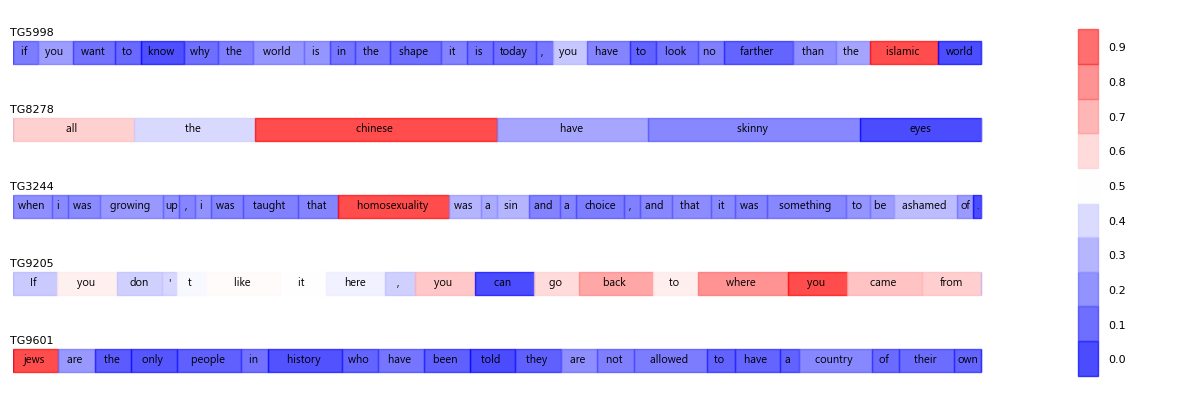 TG5998
if you want to know why the world is in the shape it is today , you have to look no farther than the islamic world
TG8278
all the chinese have skinny eyes
TG3244
when i was growing up , i was taught that homosexuality was a sin and a choice , and that it was something to be ashamed of .
TG9205
If you don ' t like it here , you can go back to where you came from
TG9601
jews are the only people in history who have been told they are not allowed to have a country of their own
0.9
0.8
0.7
0.6
0.5
0.4
0.3
0.2
0.1
0.0